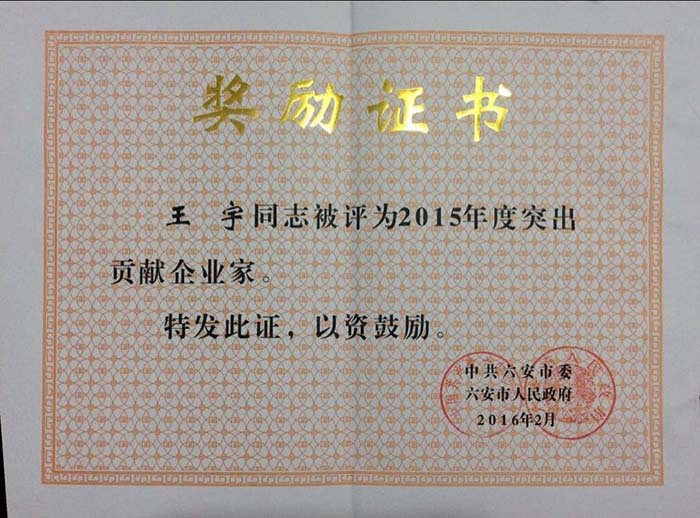 奖励证书
王 宇同志被评为2015年度突出
贡献企业家。
特发此证，以资鼓励。
中共六安市委
六安市人民政府
2016年2月